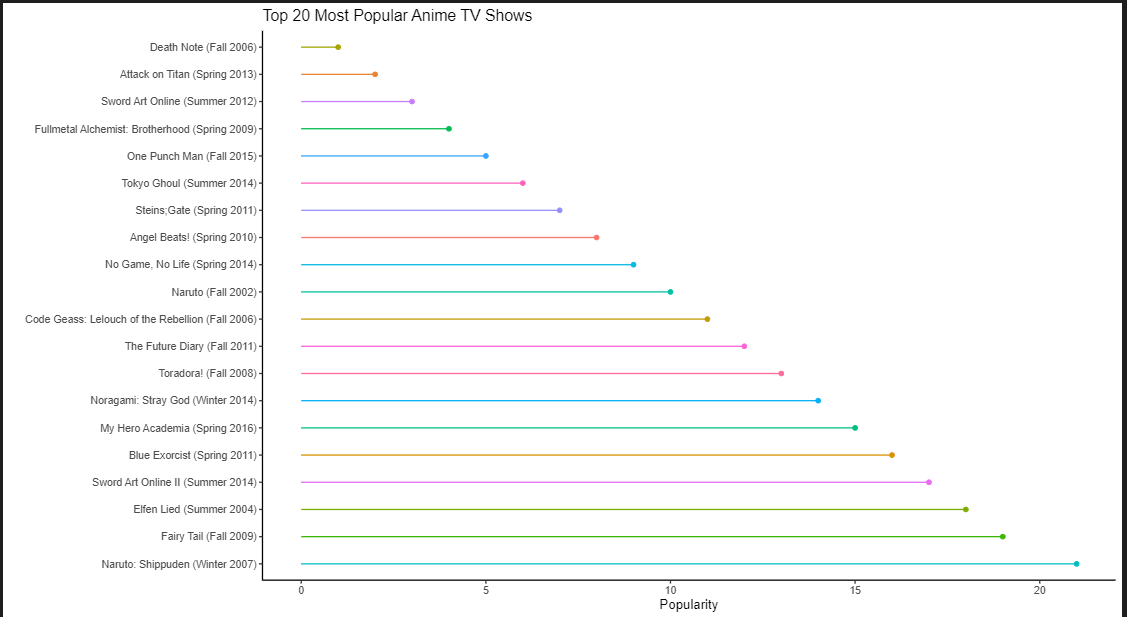 Top 20 Most Popular Anime TV Shows
Death Note (Fall 2006)
Attack on Titan (Spring 2013)
Sword Art Online (Summer 2012)
Fullmetal Alchemist: Brotherhood (Spring 2009)
One Punch Man (Fall 2015)
Tokyo Ghoul (Summer 2014)
Steins;Gate (Spring 2011)
Angel Beats! (Spring 2010)
No Game, No Life (Spring 2014)
Naruto (Fall 2002)
Code Geass: Lelouch of the Rebellion (Fall 2006)
The Future Diary (Fall 2011)
Toradora! (Fall 2008)
Noragami: Stray God (Winter 2014)
My Hero Academia (Spring 2016)
Blue Exorcist (Spring 2011)
Sword Art Online II (Summer 2014)
Elfen Lied (Summer 2004)
Fairy Tail (Fall 2009)
Naruto: Shippuden (Winter 2007)
0 5 10 15 20
Popularity